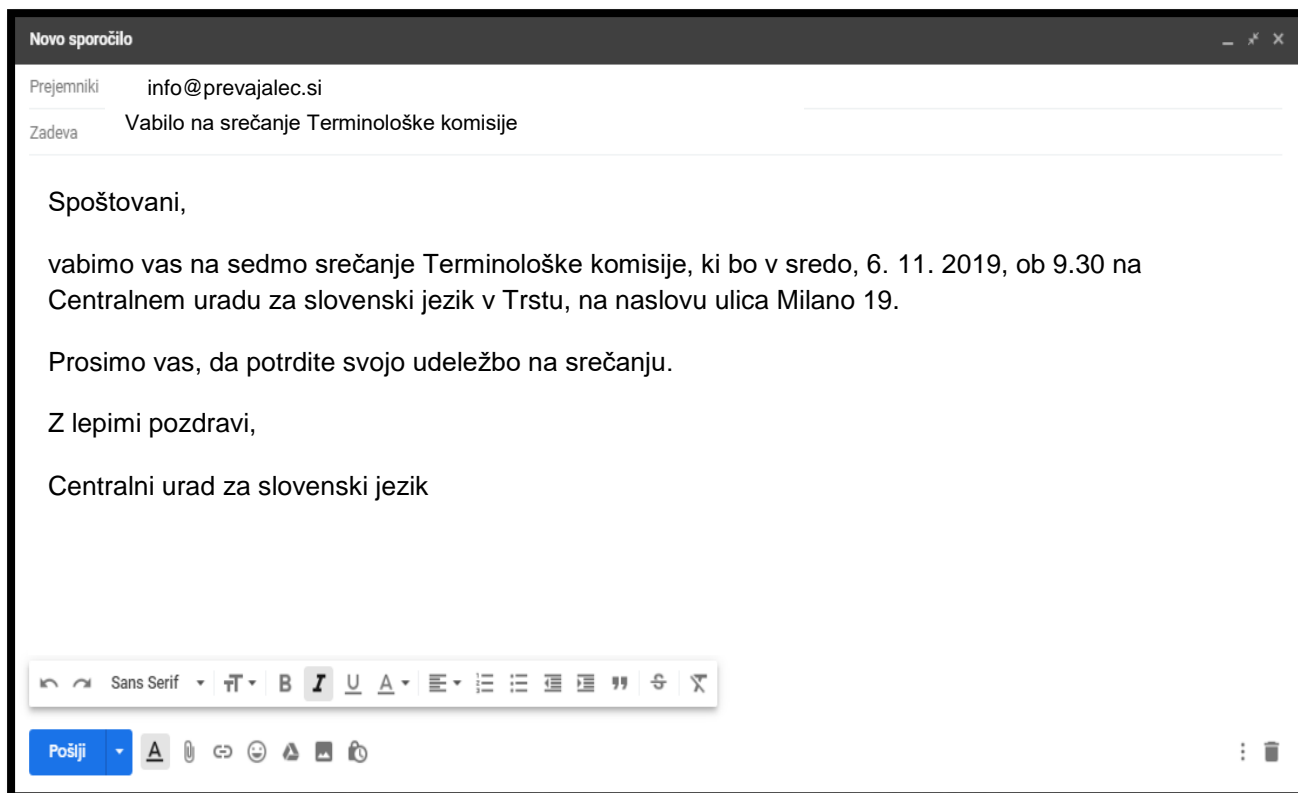 Novo sporočilo
Prejemniki info@prevajalec.si
Zadeva Vabilo na srečanje Terminološke komisije
Spoštovani,
vabimo vas na sedmo srečanje Terminološke komisije, ki bo v sredo, 6. 11. 2019, ob 9.30 na
Centralnem uradu za slovenski jezik v Trstu, na naslovu ulica Milano 19.
Prosimo vas, da potrdite svojo udeležbo na srečanju.
Z lepimi pozdravi,
Centralni urad za slovenski jezik
Sans Serif B I U A S
Pošlji A